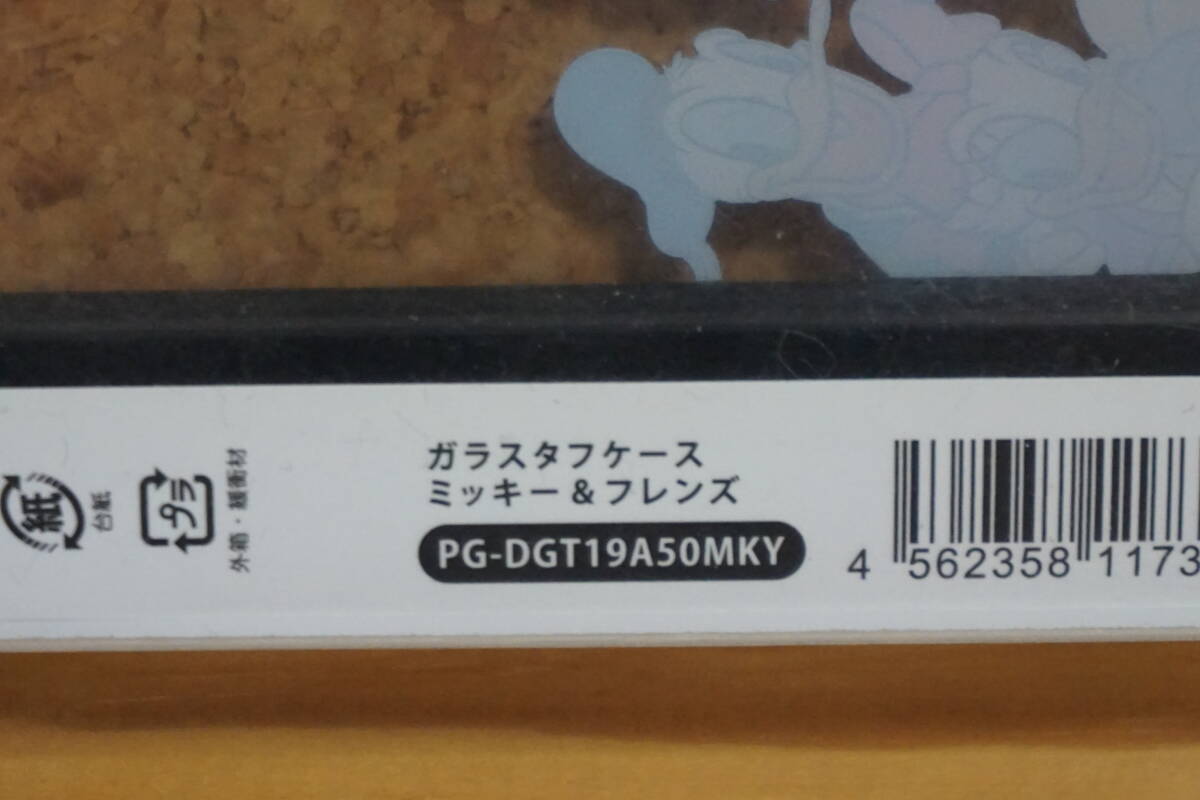 紙
台紙
プラ
外箱・緩衝材
ガラスタフケース
ミッキー&フレンズ
PG-DGT19A50MKY
4 562358 1173